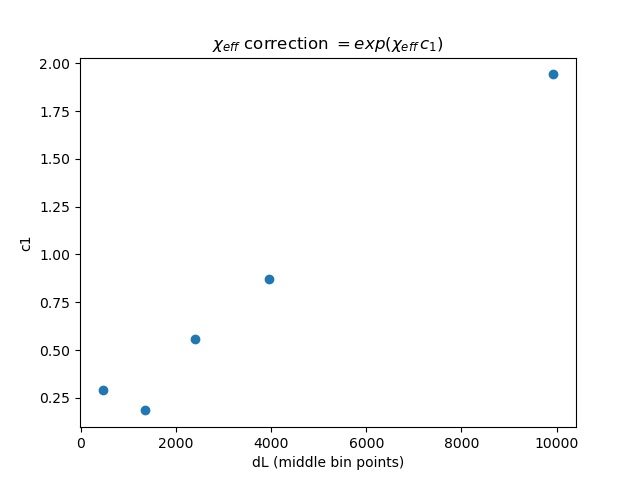 χeff correction = exp(χeff c1)
2.00
1.75
1.50
1.25
1.00
0.75
0.50
0.25
c1
0 2000 4000 6000 8000 10000
dL (middle bin points)